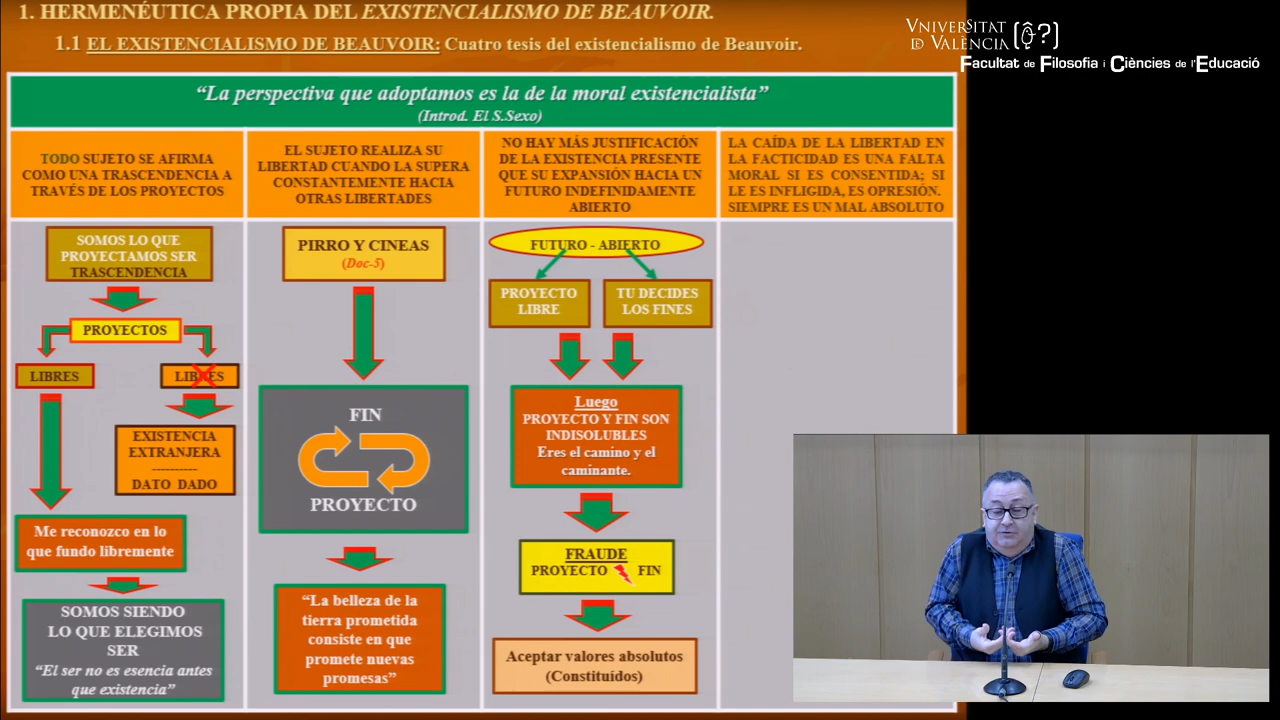 1. HERMENÉUTICA PROPIA DEL EXISTENCIALISMO DE BEAUVOIR.
1.1 EL EXISTENCIALISMO DE BEAUVOIR: Cuatro tesis del existencialismo de Beauvoir.
VNIVERSITAT
DE VALÈNCIA
Facultat de Filosofia i Ciències de l'Educació
“La perspectiva que adoptamos es la de la moral existencialista”
(Introd. El S.Sexo)
TODO SUJETO SE AFIRMA
COMO UNA TRASCENDENCIA A
TRAVÉS DE LOS PROYECTOS
SOMOS LO QUE
PROYECTAMOS SER
TRASCENDENCIA
PROYECTOS
LIBRES
LIBRES
EXISTENCIA
EXTRANJERA
----------
DATO DADO
Me reconozco en lo
que fundo libremente
SOMOS SIENDO
LO QUE ELEGIMOS
SER
“El ser no es esencia antes
que existencia”
EL SUJETO REALIZA SU
LIBERTAD CUANDO LA SUPERA
CONSTANTEMENTE HACIA
OTRAS LIBERTADES
PIRRO Y CINEAS
(Doc-5)
FIN
PROYECTO
“La belleza de la
tierra prometida
consiste en que
promete nuevas
promesas”
NO HAY MÁS JUSTIFICACIÓN
DE LA EXISTENCIA PRESENTE
QUE SU EXPANSIÓN HACIA UN
FUTURO INDEFINIDAMENTE
ABIERTO
FUTURO - ABIERTO
PROYECTO
LIBRE
TU DECIDES
LOS FINES
Luego
PROYECTO Y FIN SON
INDISOLUBLES
Eres el camino y el
caminante.
FRAUDE
PROYECTO FIN
Aceptar valores absolutos
(Constituídos)
LA CAÍDA DE LA LIBERTAD EN
LA FACTICIDAD ES UNA FALTA
MORAL SI ES CONSENTIDA; SI
LE ES INFLIGIDA, ES OPRESIÓN.
SIEMPRE ES UN MAL ABSOLUTO